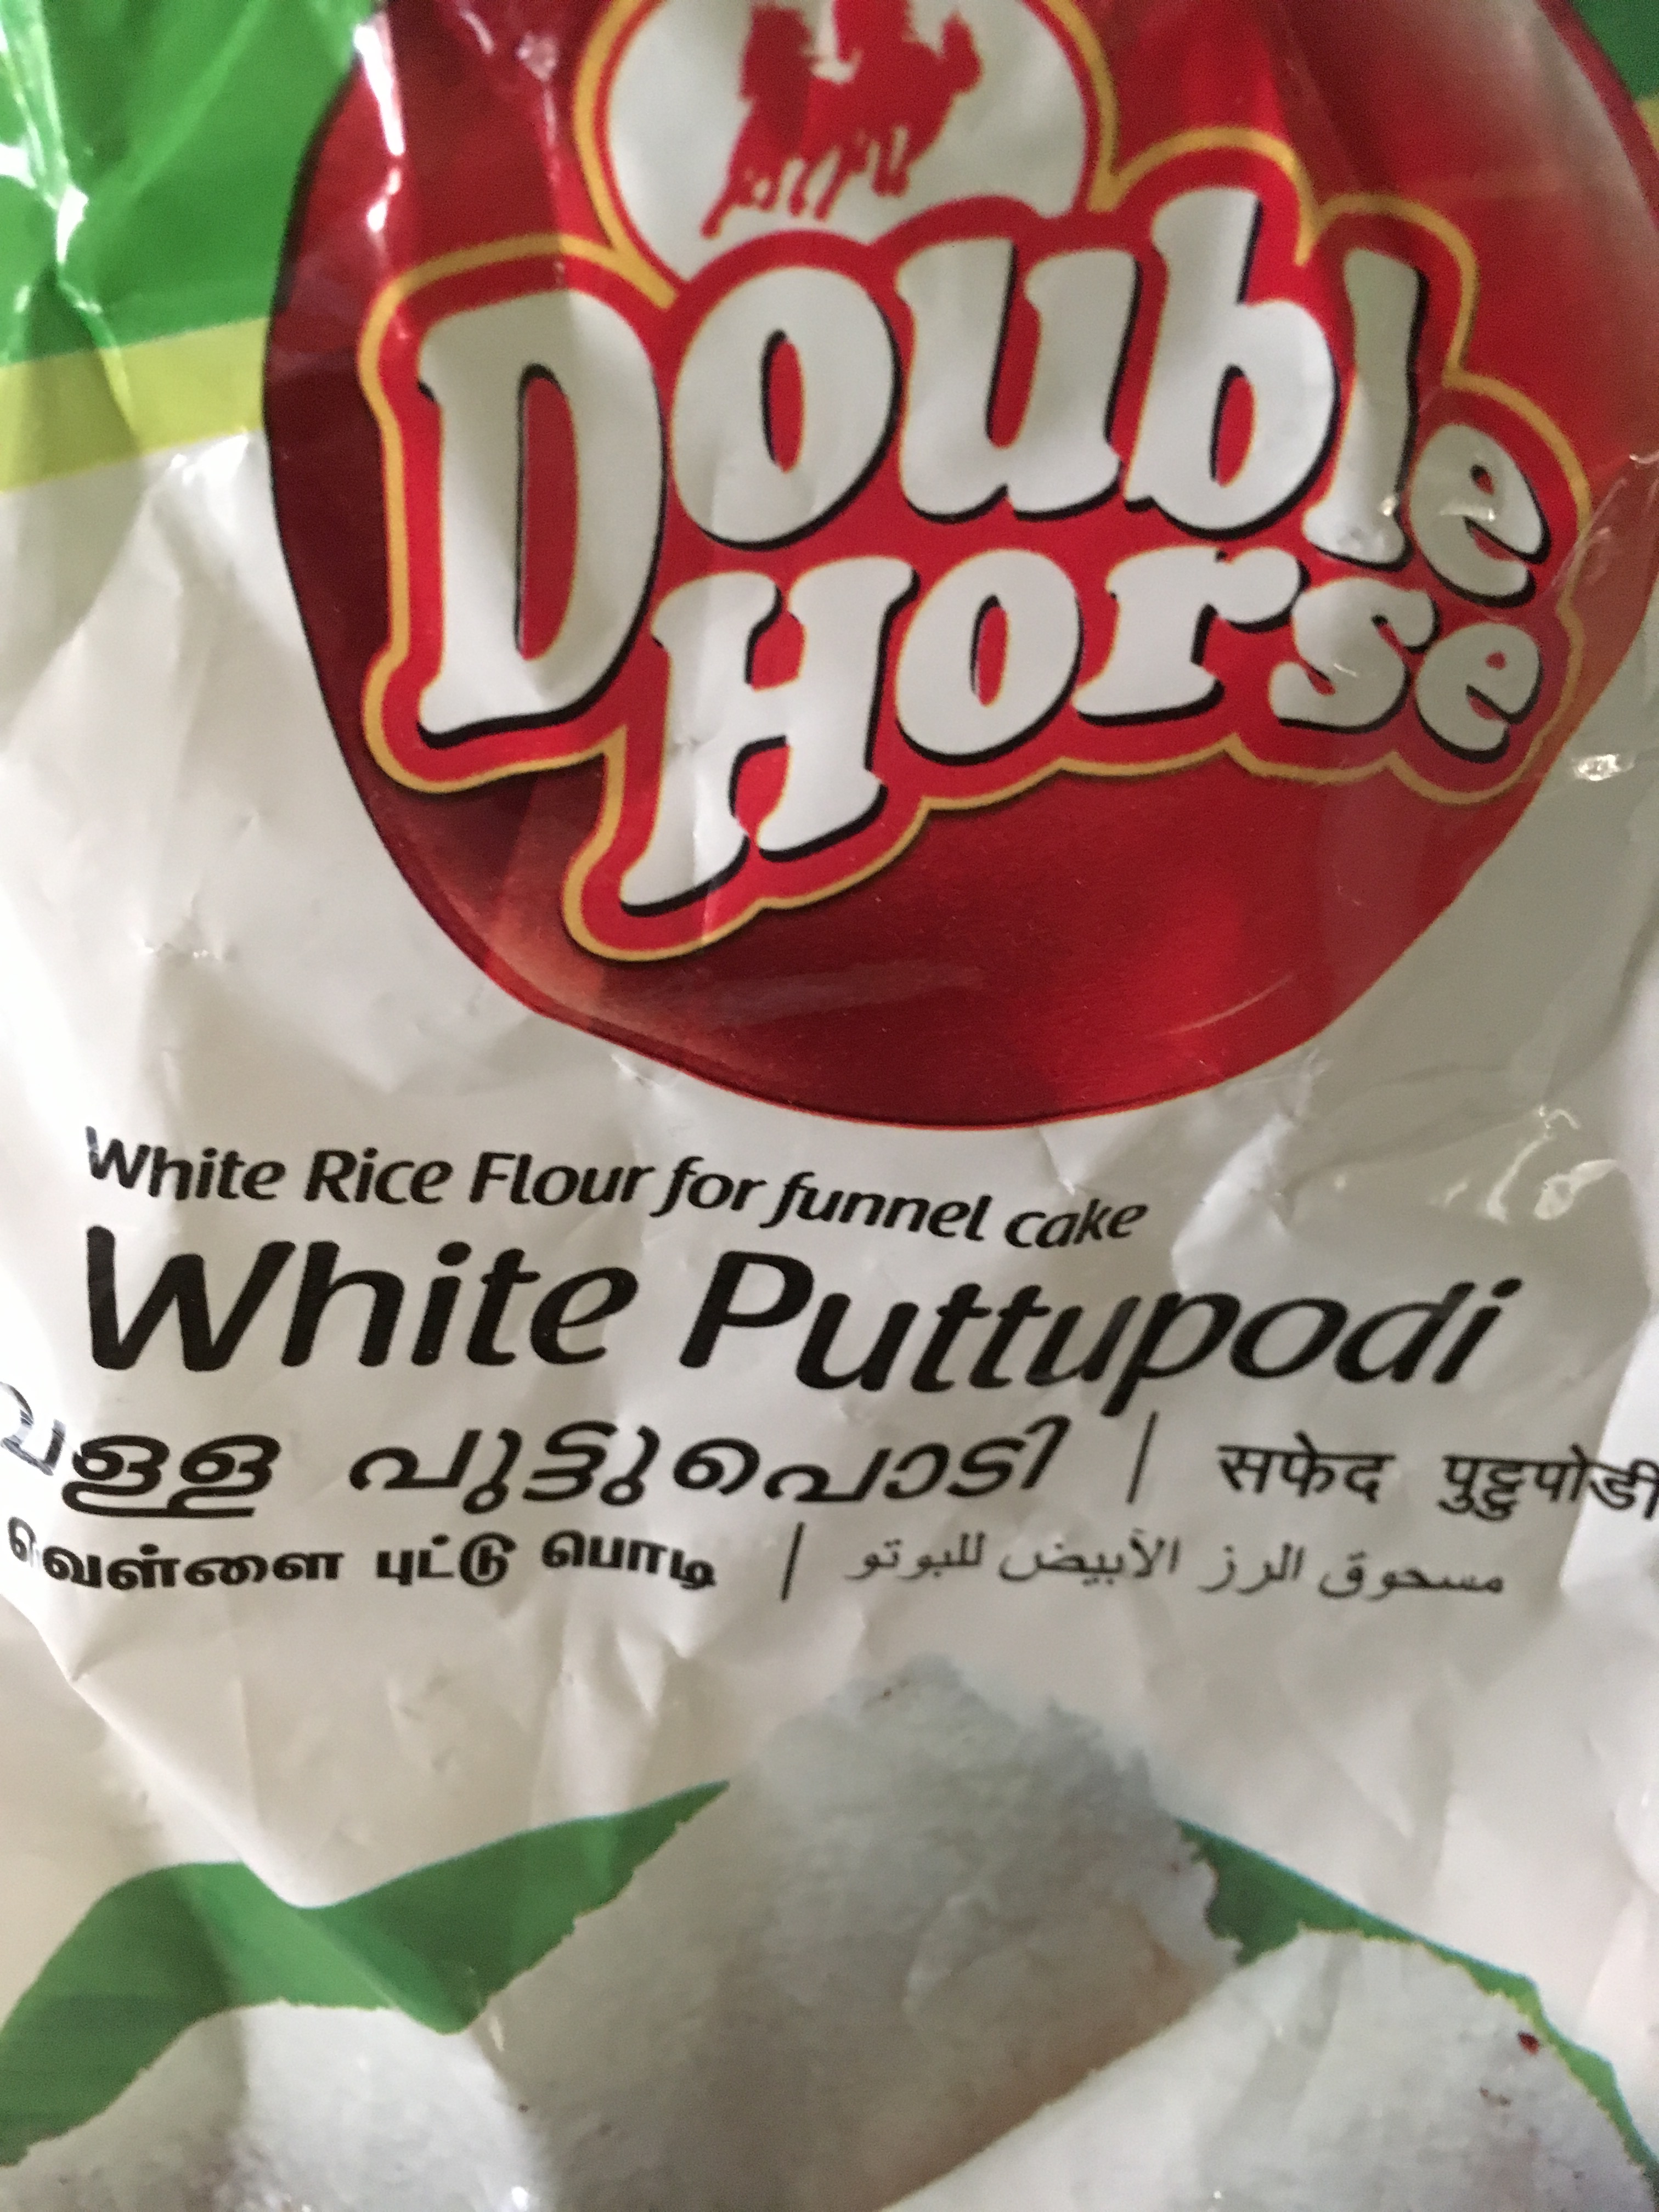 Double
Horse
White Rice Flour for funnel cake
White Puttupodi
വെള്ള പുട്ടുപൊടി | सफेद पुट्टुपोडी
வெள்ளை புட்டு பொடி | مسحوق الرز الأبيض للبوتو